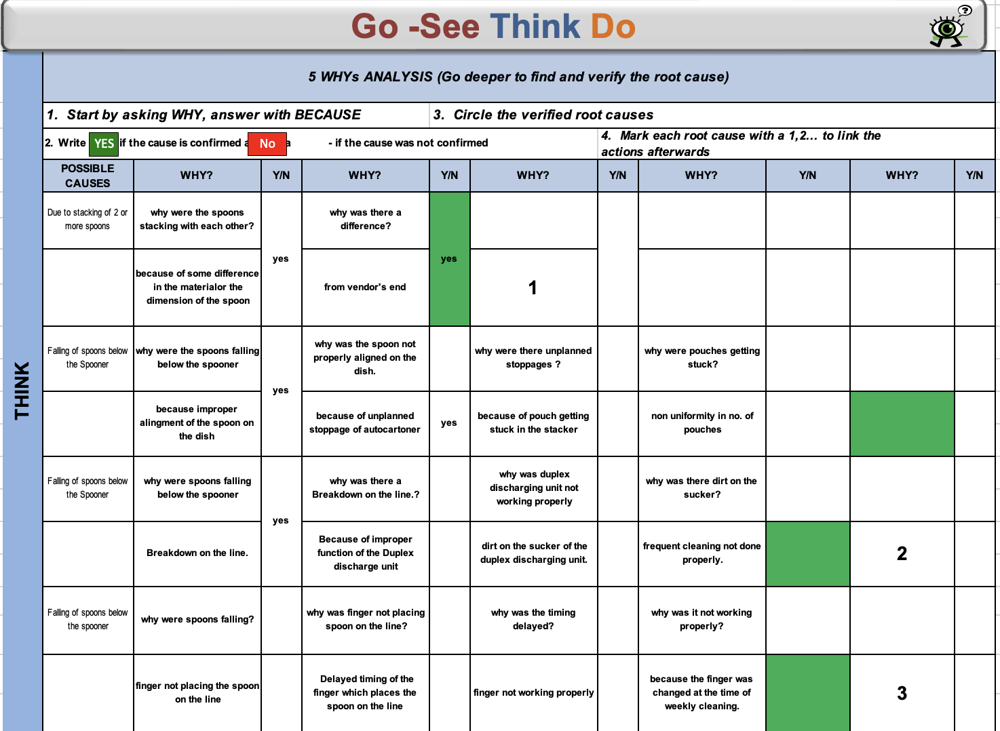 Go -See Think Do
?
5 WHYs ANALYSIS (Go deeper to find and verify the root cause)
1. Start by asking WHY, answer with BECAUSE
3. Circle the verified root causes
2. Write YES if the cause is confirmed a No a - if the cause was not confirmed
4. Mark each root cause with a 1,2... to link the
actions afterwards
POSSIBLE
CAUSES
WHY?
Y/N
WHY?
Y/N
WHY?
Y/N
WHY?
Y/N
WHY?
Y/N
THINK
Due to stacking of 2 or
more spoons
why were the spoons
stacking with each other?
yes
why was there a
difference?
yes
because of some difference
in the materialor the
dimension of the spoon
from vendor's end
1
Falling of spoons below
the Spooner
why were the spoons falling
below the spooner
yes
why was the spoon not
properly aligned on the
dish.
why were there unplanned
stoppages ?
why were pouches getting
stuck?
because improper
alingment of the spoon on
the dish
because of unplanned
stoppage of autocartoner
yes
because of pouch getting
stuck in the stacker
non uniformity in no. of
pouches
Falling of spoons below
the Spooner
why were spoons falling
below the spooner
yes
why was there a
Breakdown on the line.?
why was duplex
discharging unit not
working properly
why was there dirt on the
sucker?
Breakdown on the line.
Because of improper
function of the Duplex
discharge unit
dirt on the sucker of the
duplex discharging unit.
frequent cleaning not done
properly.
2
Falling of spoons below
the spooner
why were spoons falling?
why was finger not placing
spoon on the line?
why was the timing
delayed?
why was it not working
properly?
finger not placing the spoon
on the line
Delayed timing of the
finger which places the
spoon on the line
finger not working properly
because the finger was
changed at the time of
weekly cleaning.
3